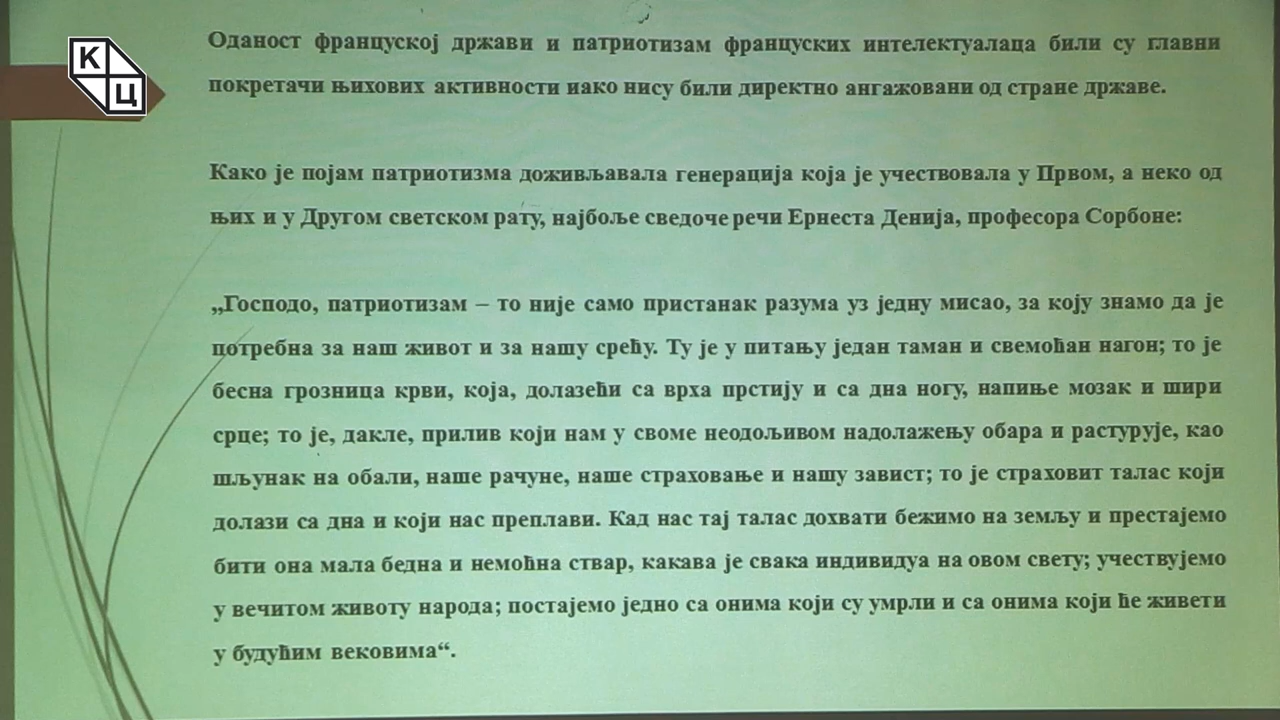 К
Ц
Оданост француској држави и патриотизам француских интелектуалаца били су главни
покретачи њихових активности иако нису били директно ангажовани од стране државе.
Како је појам патриотизма доживљавала генерација која је учествовала у Првом, а неко од
њих и у Другом светском рату, најбоље сведоче речи Ернеста Денија, професора Сорбоне:
„Господо, патриотизам – то није само пристанак разума уз једну мисао, за коју знамо да је
потребна за наш живот и за нашу срећу. Ту је у питању један таман и свемоћан нагон; то је
бесна грозница крви, која, долазећи са врха прстију и са дна ногу, напиње мозак и шири
срце; то је, дакле, прилив који нам у своме неодољивом надолажењу обара и растурује, као
шљунак на обали, наше рачуне, наше страховање и нашу завист; то је страховит талас који
долази са дна и који нас преплави. Кад нас тај талас дохвати бежимо на земљу и престајемо
бити она мала бедна и немоћна ствар, какава је свака индивидуа на овом свету; учествујемо
у вечитом животу народа; постајемо једно са онима који су умрли и са онима који ће живети
у будућим вековима“.